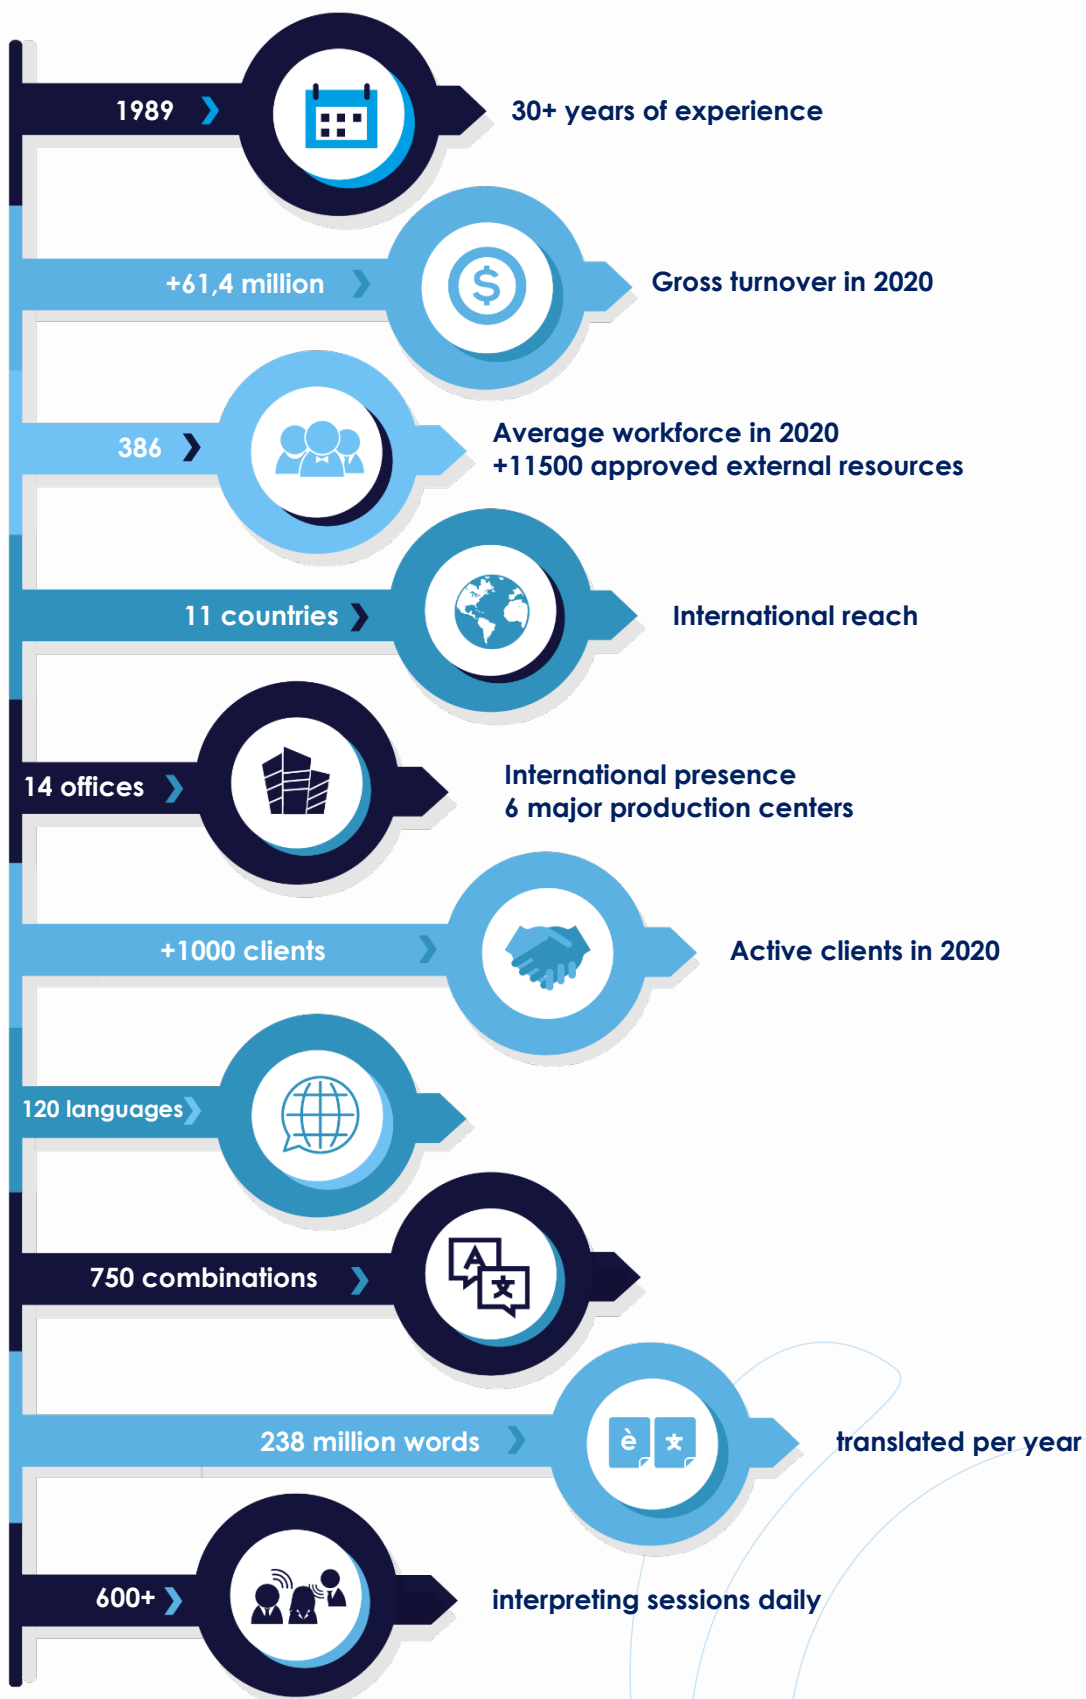 1989
30+ years of experience
+61,4 million
Gross turnover in 2020
386
Average workforce in 2020
+11500 approved external resources
11 countries
International reach
14 offices
International presence
6 major production centers
+1000 clients
Active clients in 2020
120 languages
750 combinations
A
文
238 million words
è
文
translated per year
600+
interpreting sessions daily